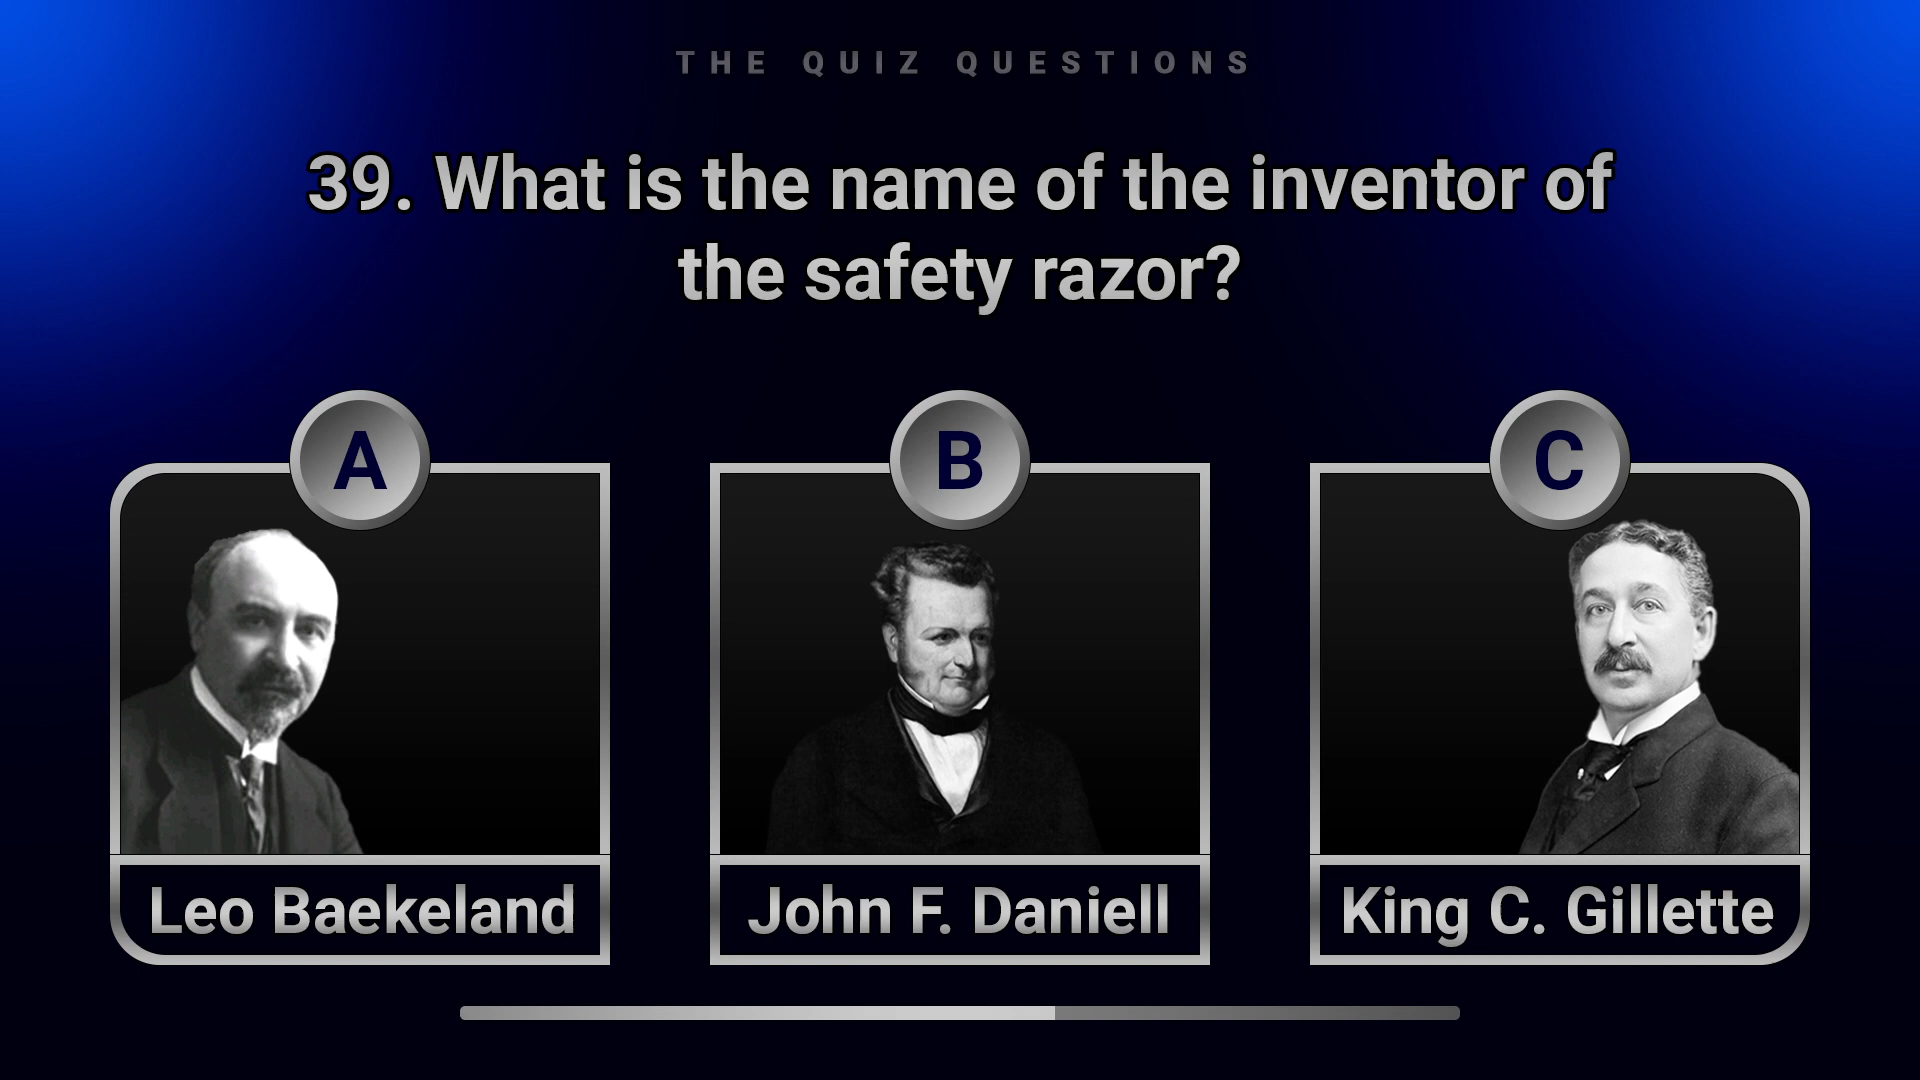 THE QUIZ QUESTIONS
39. What is the name of the inventor of
the safety razor?
A
B
C
Leo Baekeland
John F. Daniell
King C. Gillette